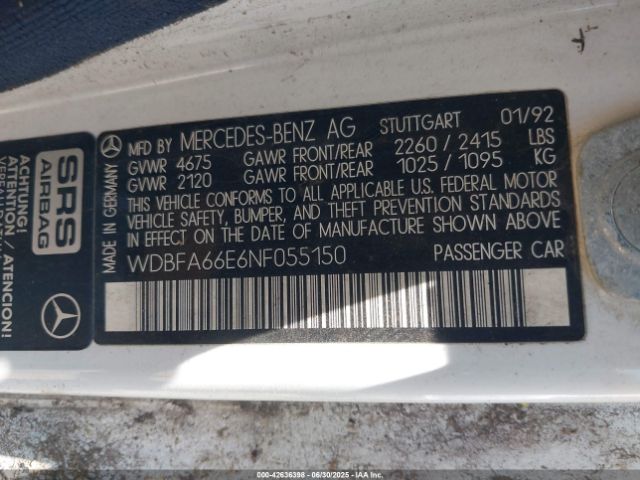 ACHTUNG!
ATTENTION
/ ATENCION!
SRS
AIRBAG
MADE IN GERMANY
MFD BY MERCEDES-BENZ AG STUTTGART 01/92
GVWR 4675 GAWR FRONT/REAR 2260 / 2415 LBS
GVWR 2120 GAWR FRONT/REAR 1025 / 1095 KG
THIS VEHICLE CONFORMS TO ALL APPLICABLE U.S. FEDERAL MOTOR
VEHICLE SAFETY, BUMPER, AND THEFT PREVENTION STANDARDS
IN EFFECT ON THE DATE OF MANUFACTURE SHOWN ABOVE
WDBFA66E6NF055150 PASSENGER CAR
000-42636398 - 06/30/2025 - IAA Inc.